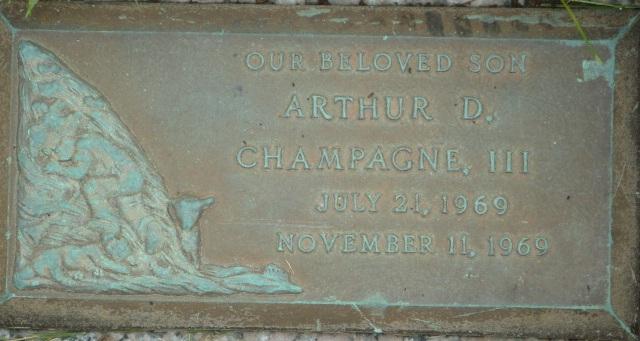 OUR BELOVED SON
ARTHUR D.
CHAMPAGNE, III
JULY 21, 1969
NOVEMBER 11, 1969